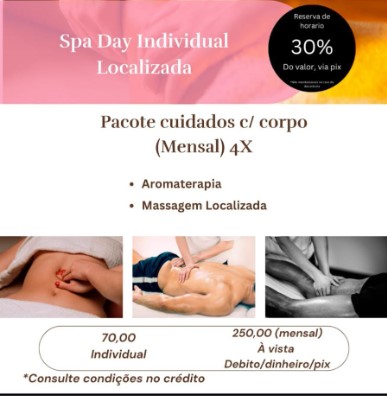 Spa Day Individual
Localizada
Reserva de
horario
30%
Do valor, via pix
Pacote cuidados c/ corpo
(Mensal) 4X
• Aromaterapia
• Massagem Localizada
70,00
Individual
250,00 (mensal)
À vista
Debito/dinheiro/pix
*Consulte condições no crédito